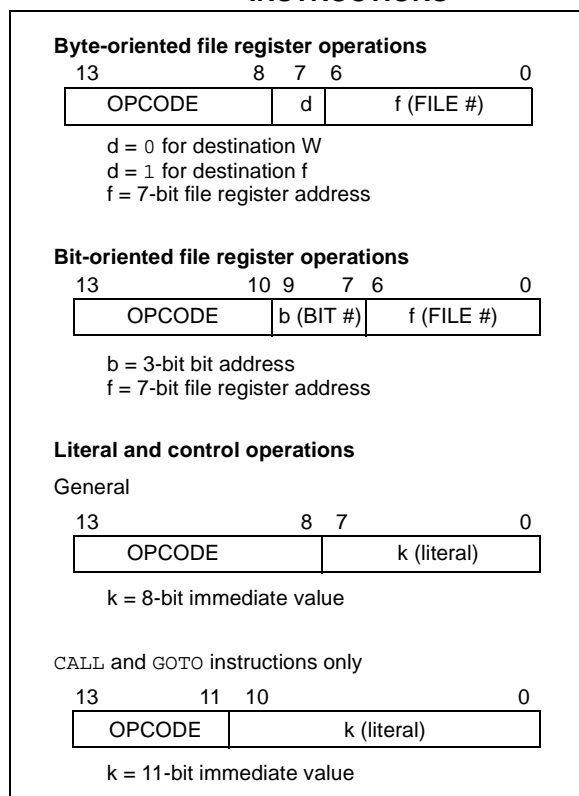 Byte-oriented file register operations
13 8 7 6 0
OPCODE d f (FILE #)
d = 0 for destination W
d = 1 for destination f
f = 7-bit file register address
Bit-oriented file register operations
13 10 9 7 6 0
OPCODE b (BIT #) f (FILE #)
b = 3-bit bit address
f = 7-bit file register address
Literal and control operations
General
13 8 7 0
OPCODE k (literal)
k = 8-bit immediate value
CALL and GOTO instructions only
13 11 10 0
OPCODE k (literal)
k = 11-bit immediate value